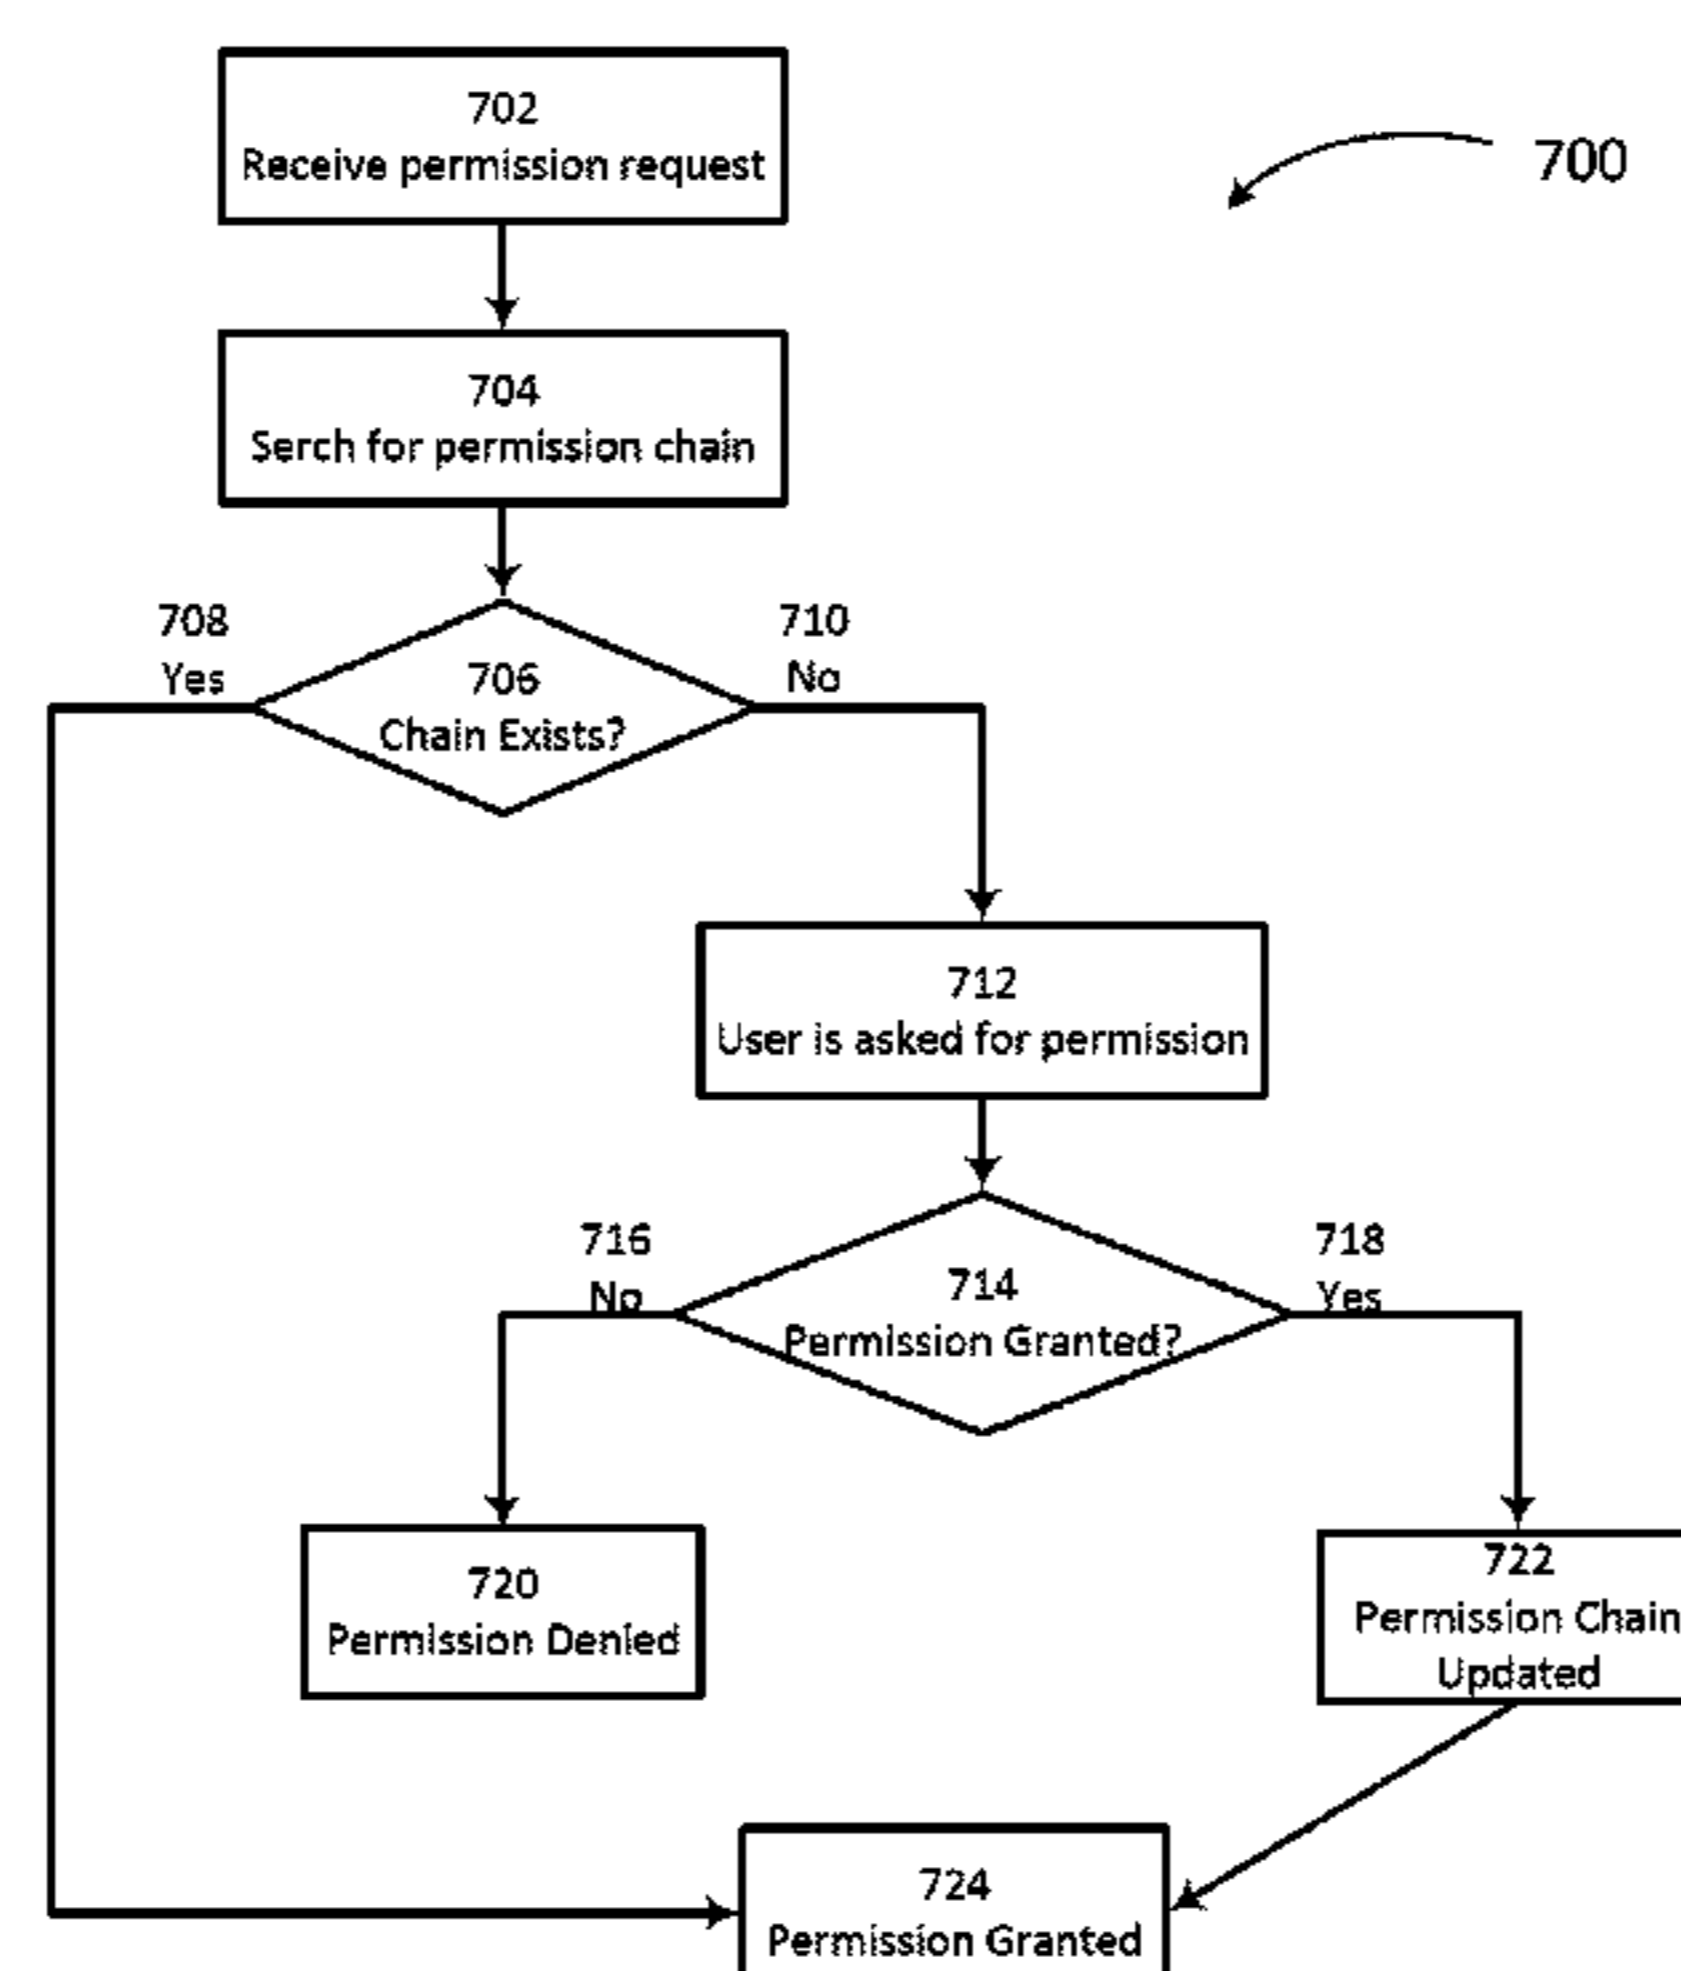 702
Receive permission request
700
704
Serch for permission chain
708
Yes
706
Chain Exists?
710
No
712
User is asked for permission
716
No
714
Permission Granted?
718
Yes
720
Permission Denied
722
Permission Chain
Updated
724
Permission Granted